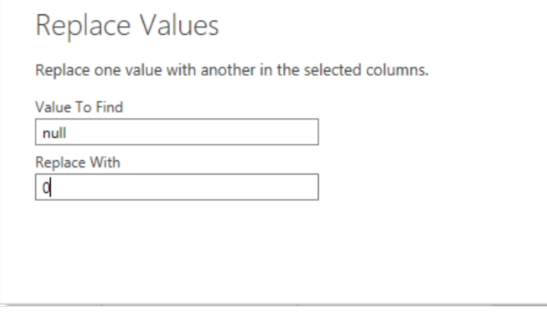 Replace Values
Replace one value with another in the selected columns.
Value To Find
null
Replace With
0